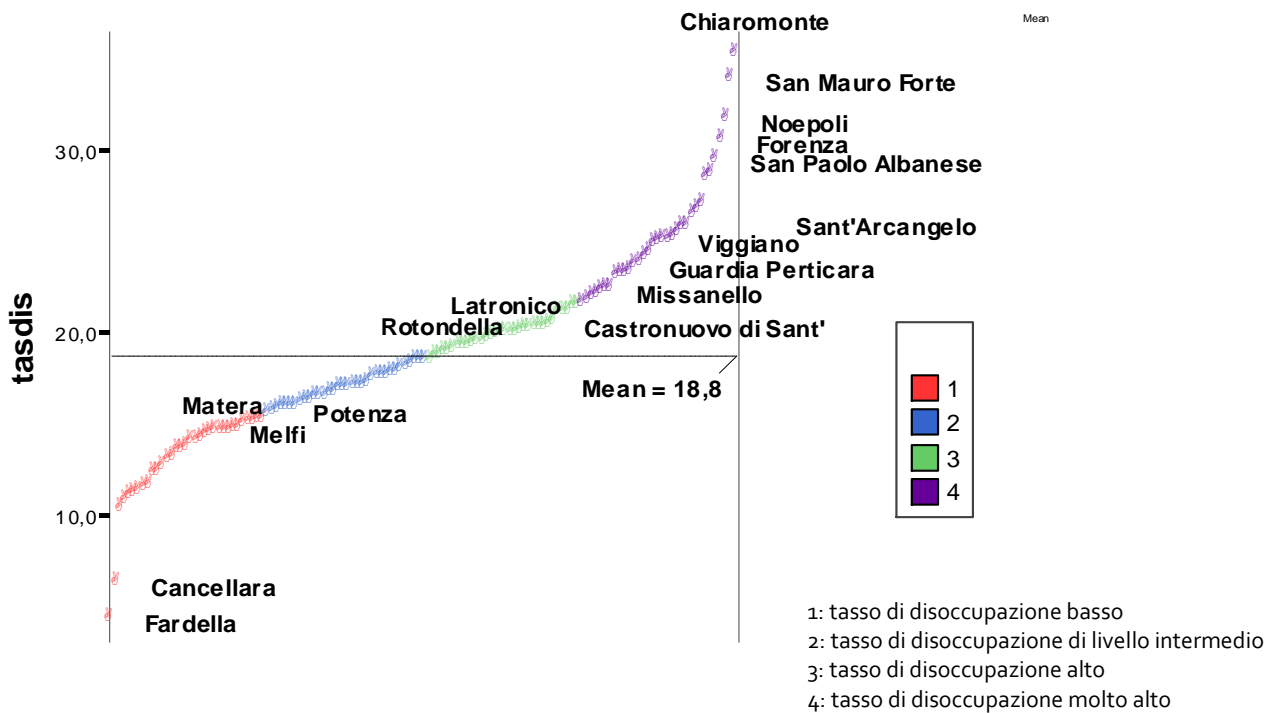 Chiaromonte
Mean
San Mauro Forte
Noepoli
Forenza
30,0
San Paolo Albanese
Sant'Arcangelo
Viggiano
Guardia Perticara
Missanello
Latronico
Rotondella
Castronuovo di Sant'
20,0
tasdis
Mean = 18,8
Matera
Potenza
Melfi
1
2
3
4
10,0
Cancellara
Fardella
1: tasso di disoccupazione basso
2: tasso di disoccupazione di livello intermedio
3: tasso di disoccupazione alto
4: tasso di disoccupazione molto alto